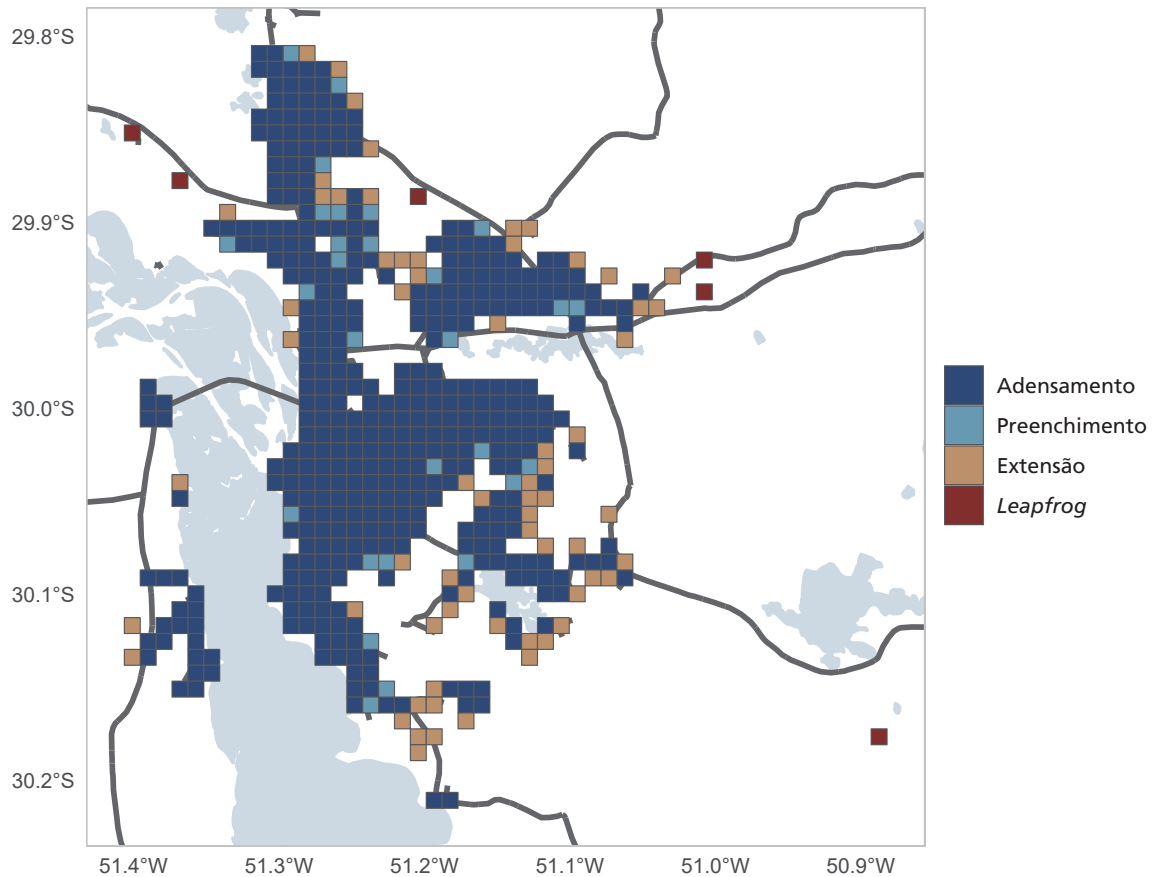 29.8°S
29.9°S
30.0°S
30.1°S
30.2°S
51.4°W
51.3°W
51.2°W
51.1°W
51.0°W
50.9°W
Adensamento
Preenchimento
Extensão
Leapfrog